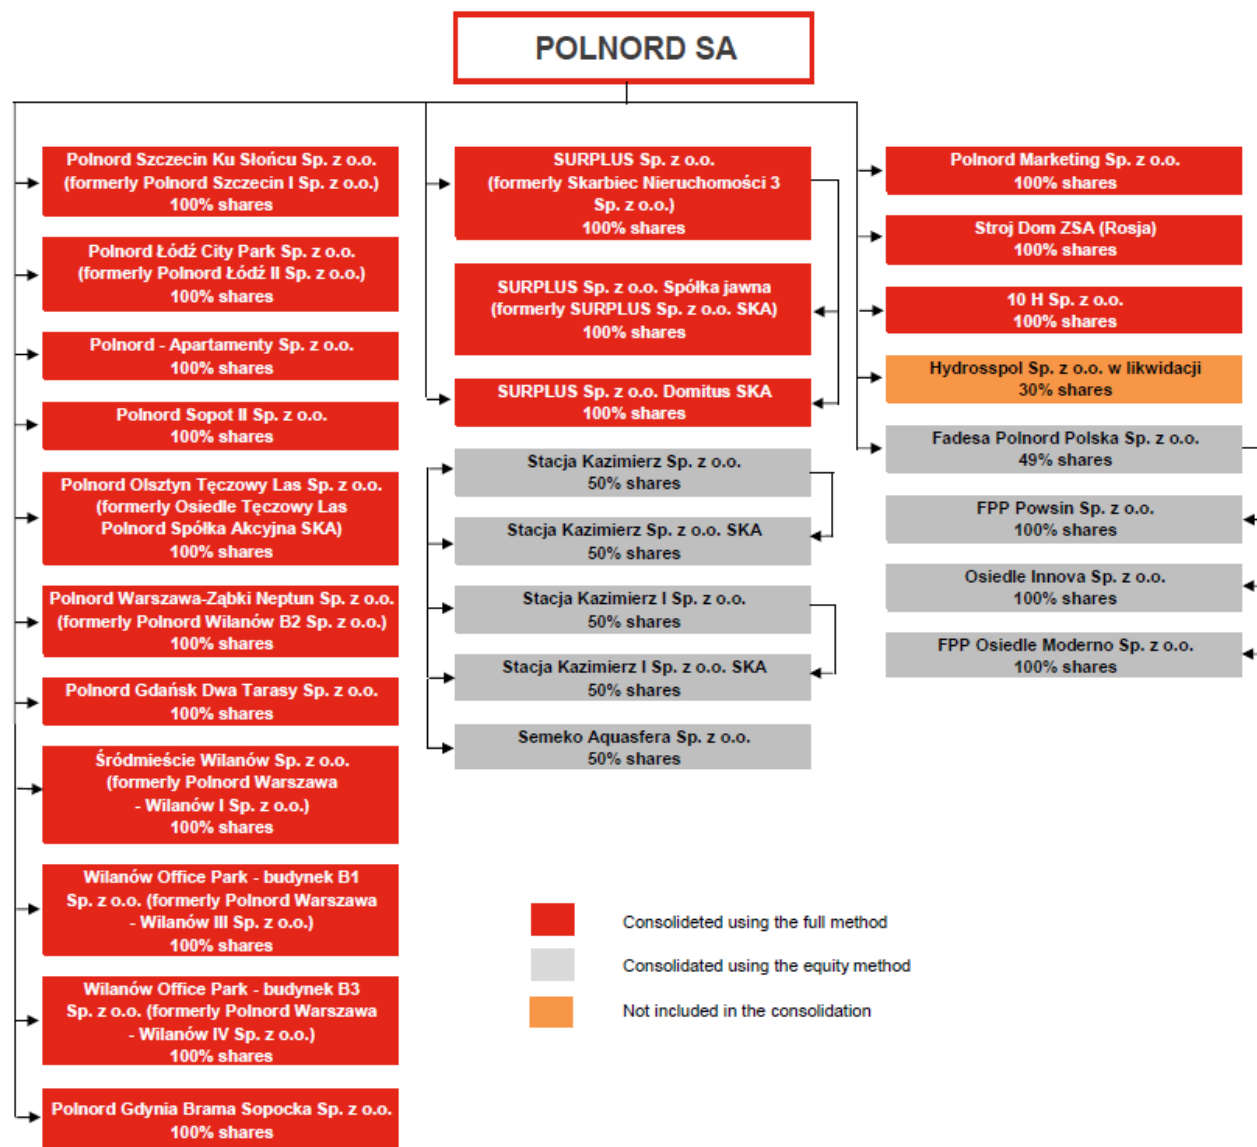 POLNORD SA
Polnord Szczecin Ku Słońcu Sp. z o.o.
(formerly Polnord Szczecin I Sp. z o.o.)
100% shares
Polnord Łódź City Park Sp. z o.o.
(formerly Polnord Łódź II Sp. z o.o.)
100% shares
Polnord - Apartamenty Sp. z o.o.
100% shares
Polnord Sopot II Sp. z o.o.
100% shares
Polnord Olsztyn Tęczowy Las Sp. z o.o.
(formerly Osiedle Tęczowy Las
Polnord Spółka Akcyjna SKA)
100% shares
Polnord Warszawa-Ząbki Neptun Sp. z o.o.
(formerly Polnord Wilanów B2 Sp. z o.o.)
100% shares
Polnord Gdańsk Dwa Tarasy Sp. z o.o.
100% shares
Śródmieście Wilanów Sp. z o.o.
(formerly Polnord Warszawa
- Wilanów I Sp. z o.o.)
100% shares
Wilanów Office Park - budynek B1
Sp. z o.o. (formerly Polnord Warszawa
- Wilanów III Sp. z o.o.)
100% shares
Wilanów Office Park - budynek B3
Sp. z o.o. (formerly Polnord Warszawa
- Wilanów IV Sp. z o.o.)
100% shares
Polnord Gdynia Brama Sopocka Sp. z o.o.
100% shares
SURPLUS Sp. z o.o.
(formerly Skarbiec Nieruchomości 3
Sp. z o.o.)
100% shares
SURPLUS Sp. z o.o. Spółka jawna
(formerly SURPLUS Sp. z o.o. SKA)
100% shares
SURPLUS Sp. z o.o. Domitus SKA
100% shares
Stacja Kazimierz Sp. z o.o.
50% shares
Stacja Kazimierz Sp. z o.o. SKA
50% shares
Stacja Kazimierz I Sp. z o.o.
50% shares
Stacja Kazimierz I Sp. z o.o. SKA
50% shares
Semeko Aquasfera Sp. z o.o.
50% shares
Polnord Marketing Sp. z o.o.
100% shares
Stroj Dom ZSA (Rosja)
100% shares
10 H Sp. z o.o.
100% shares
Hydrosspol Sp. z o.o. w likwidacji
30% shares
Fadesa Polnord Polska Sp. z o.o.
49% shares
FPP Powsin Sp. z o.o.
100% shares
Osiedle Innova Sp. z o.o.
100% shares
FPP Osiedle Moderno Sp. z o.o.
100% shares
Consolideted using the full method
Consolidated using the equity method
Not included in the consolidation